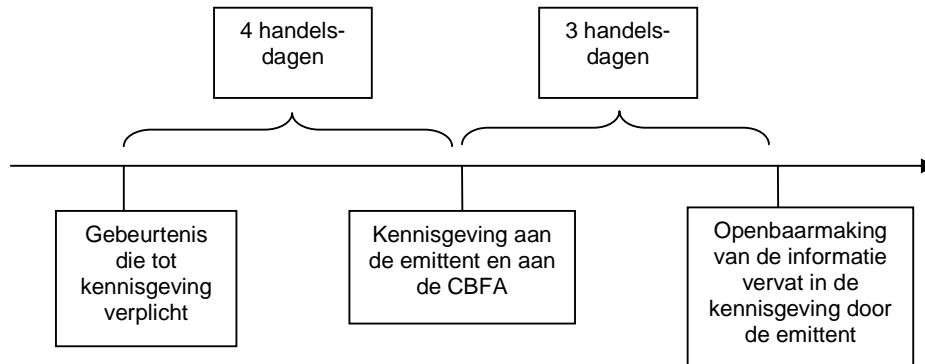 4 handels-
dagen
3 handels-
dagen
Gebeurtenis
die tot
kennisgeving
verplicht
Kennisgeving aan
de emittent en aan
de CBFA
Openbaarmaking
van de informatie
vervat in de
kennisgeving door
de emittent